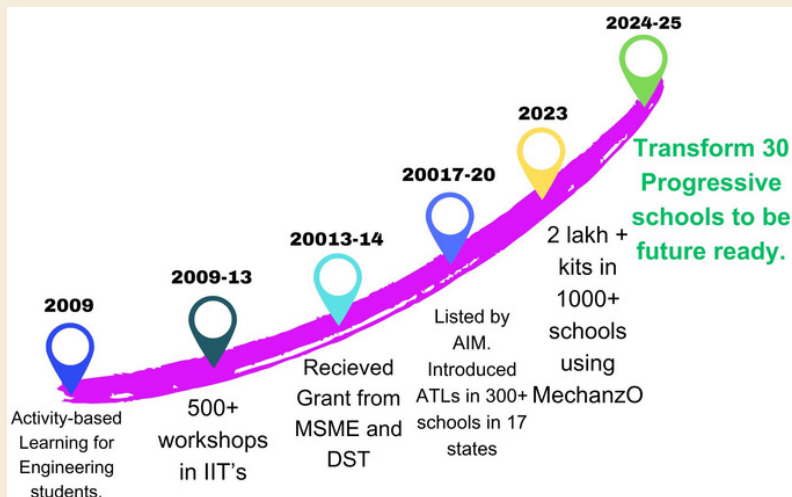 2009
Activity-based
Learning for
Engineering
students.
2009-13
500+
workshops
in IIT's
20013-14
Recieved
Grant from
MSME and
DST
20017-20
Listed by
AIM.
Introduced
ATLs in 300+
schools in 17
states
2023
2 lakh +
kits in
1000+
schools
using
MechanzO
2024-25
Transform 30
Progressive
schools to be
future ready.